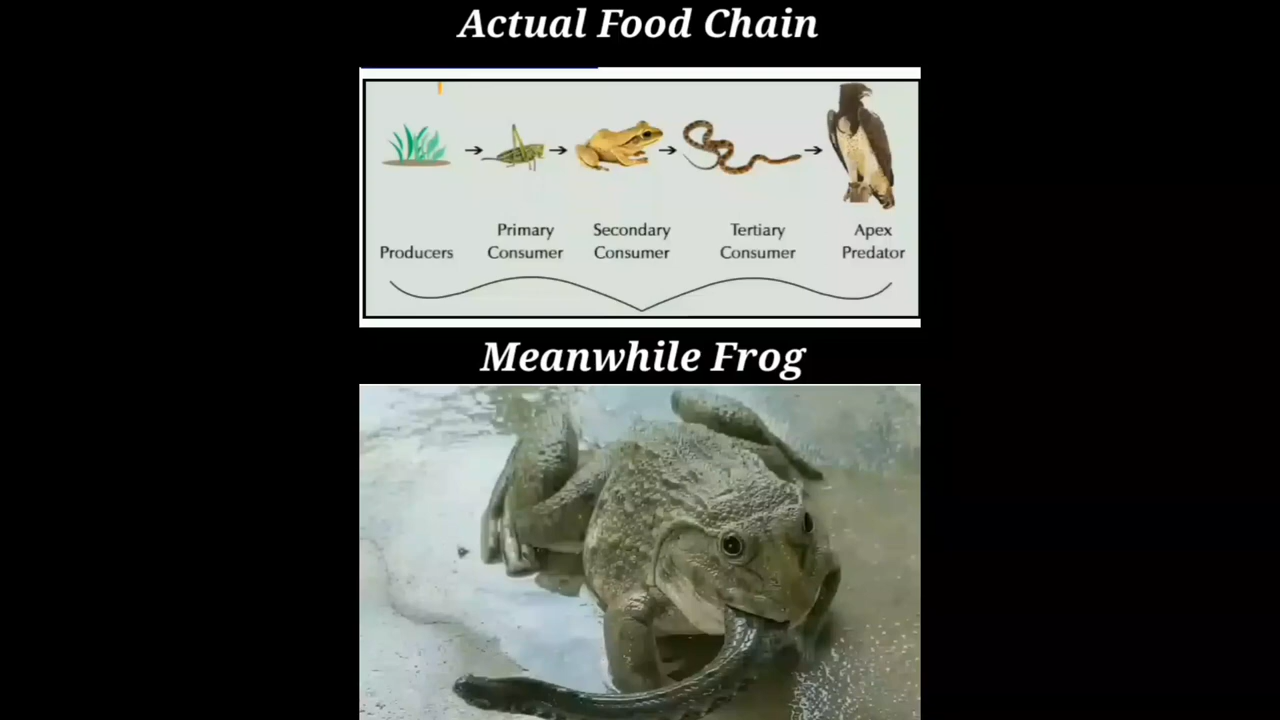 Actual Food Chain
Producers
Primary
Consumer
Secondary
Consumer
Tertiary
Consumer
Apex
Predator
Meanwhile Frog